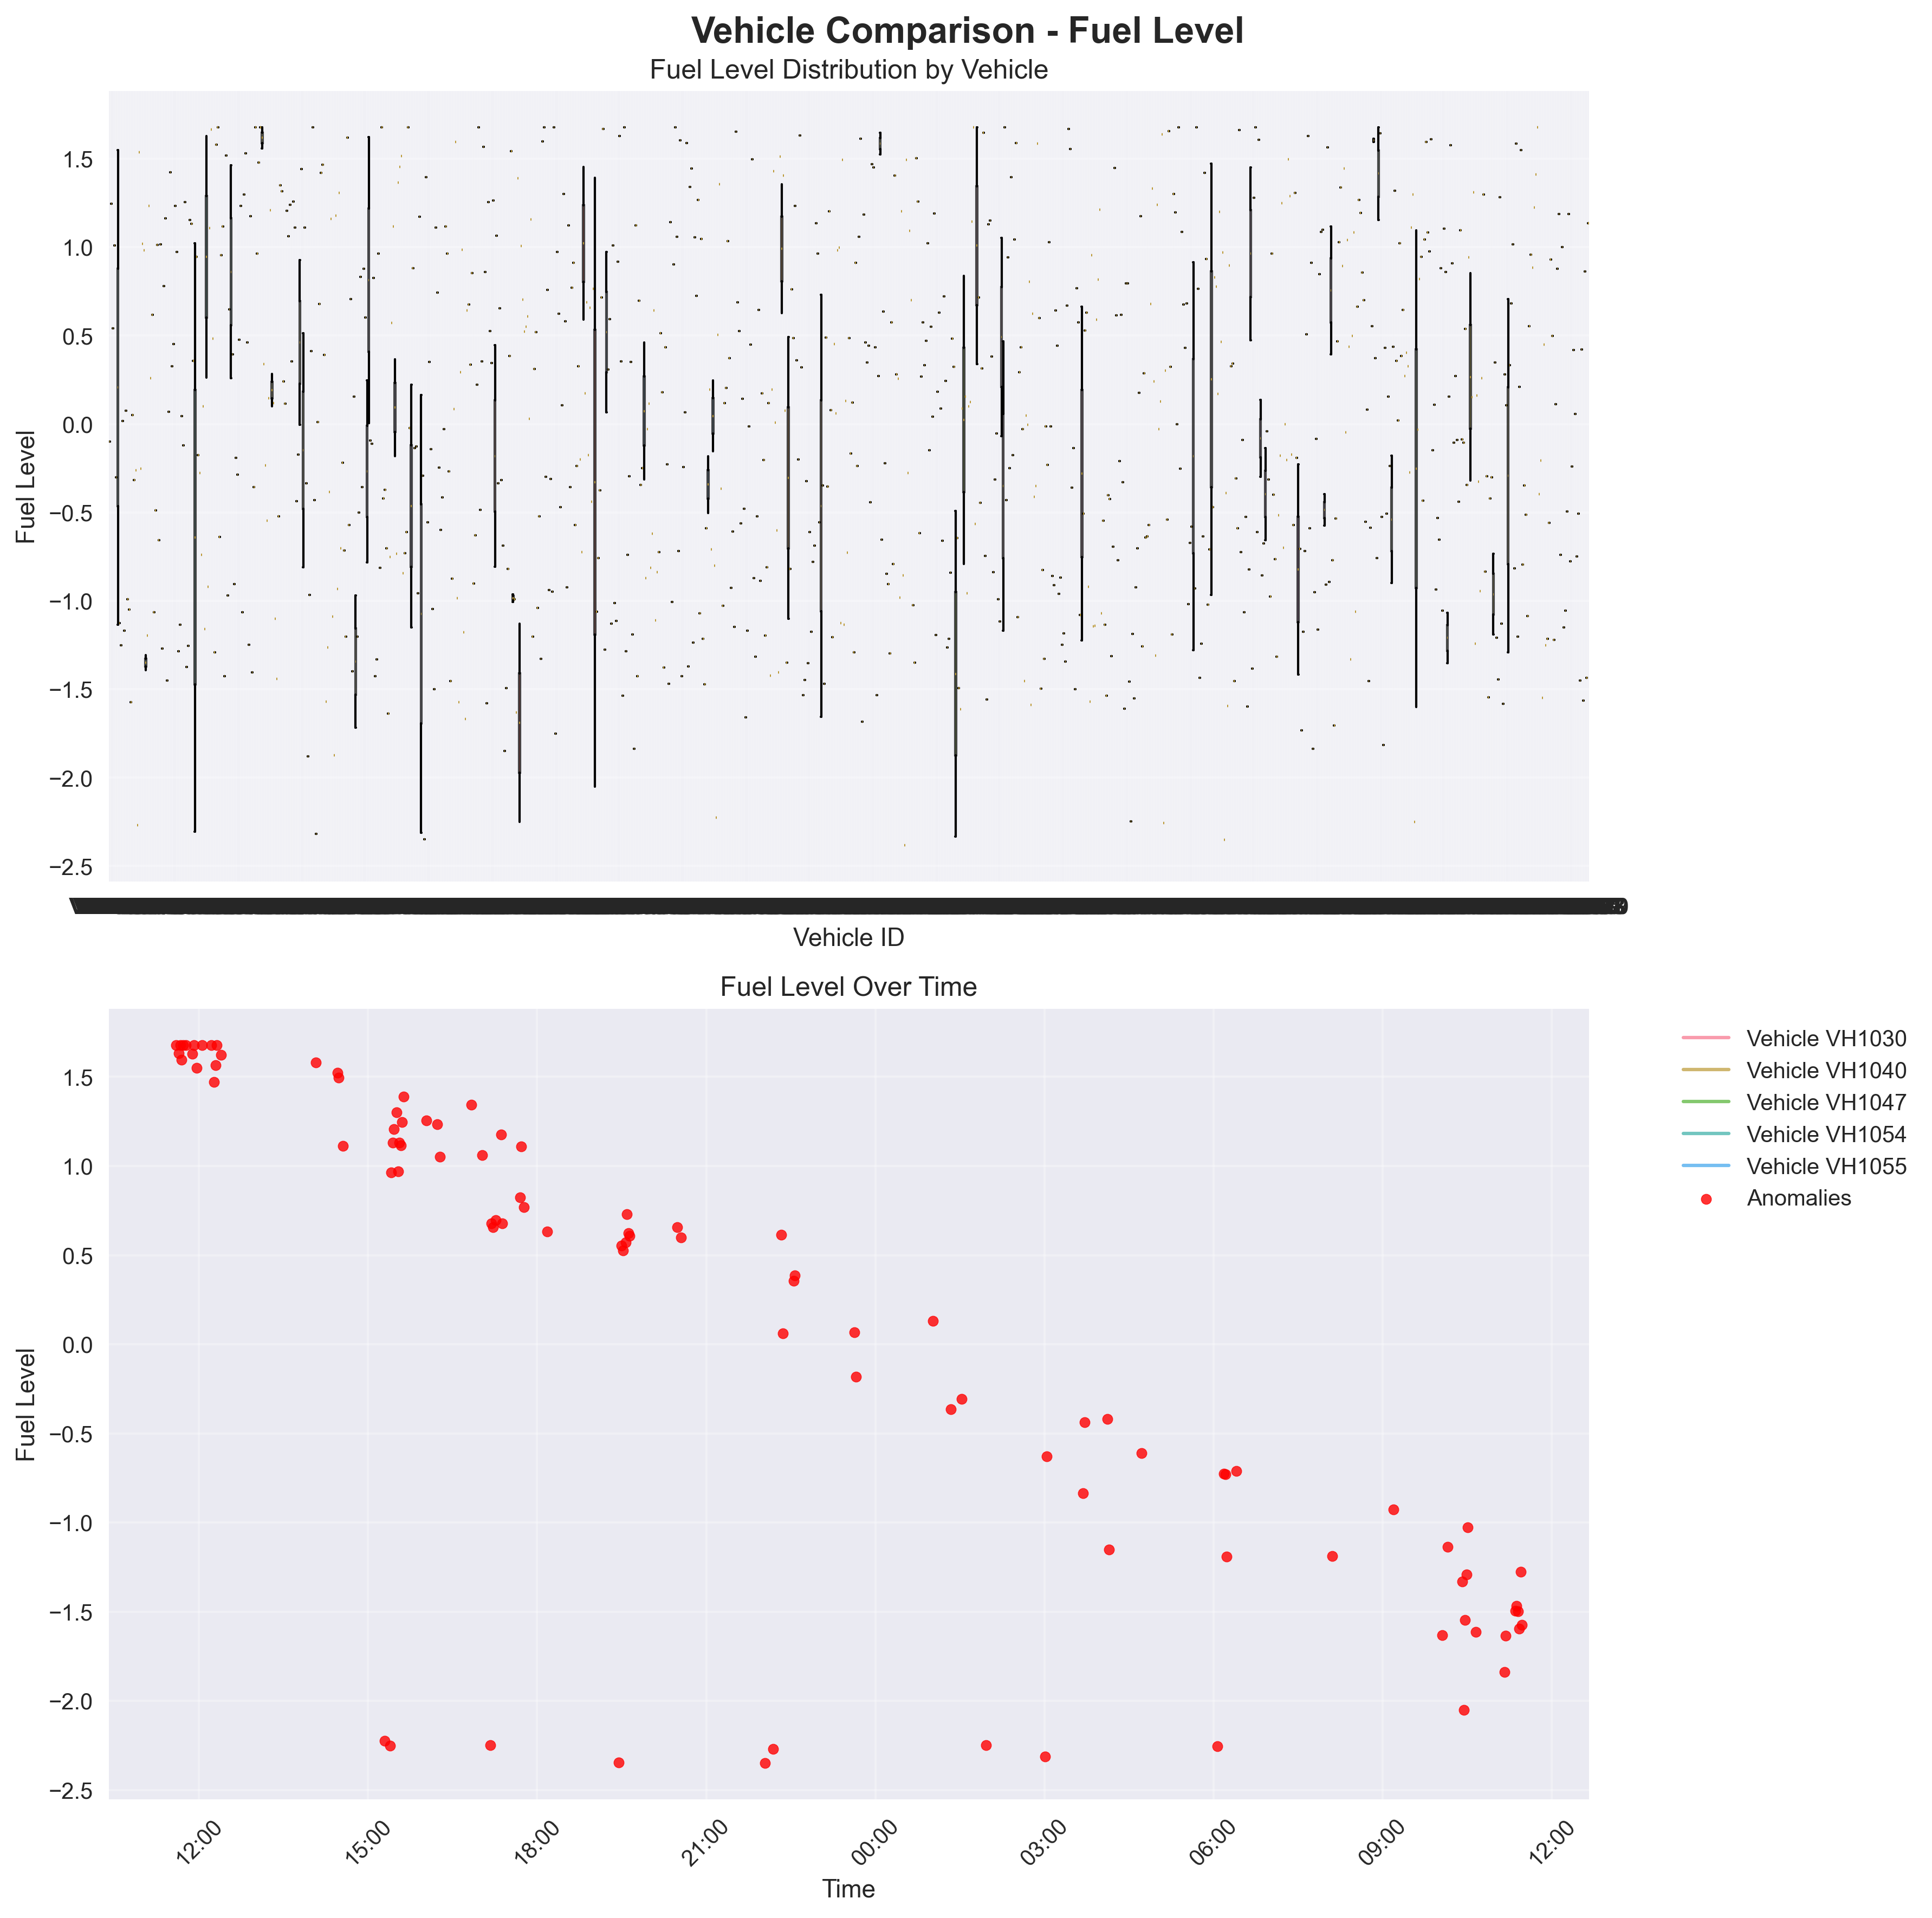 Vehicle Comparison - Fuel Level
Fuel Level Distribution by Vehicle
Fuel Level
1.5
1.0
0.5
0.0
−0.5
−1.0
−1.5
−2.0
−2.5
Vehicle ID
Fuel Level Over Time
Fuel Level
1.5
1.0
0.5
0.0
−0.5
−1.0
−1.5
−2.0
−2.5
12:00
15:00
18:00
21:00
00:00
03:00
06:00
09:00
12:00
Time
Vehicle VH1030
Vehicle VH1040
Vehicle VH1047
Vehicle VH1054
Vehicle VH1055
Anomalies